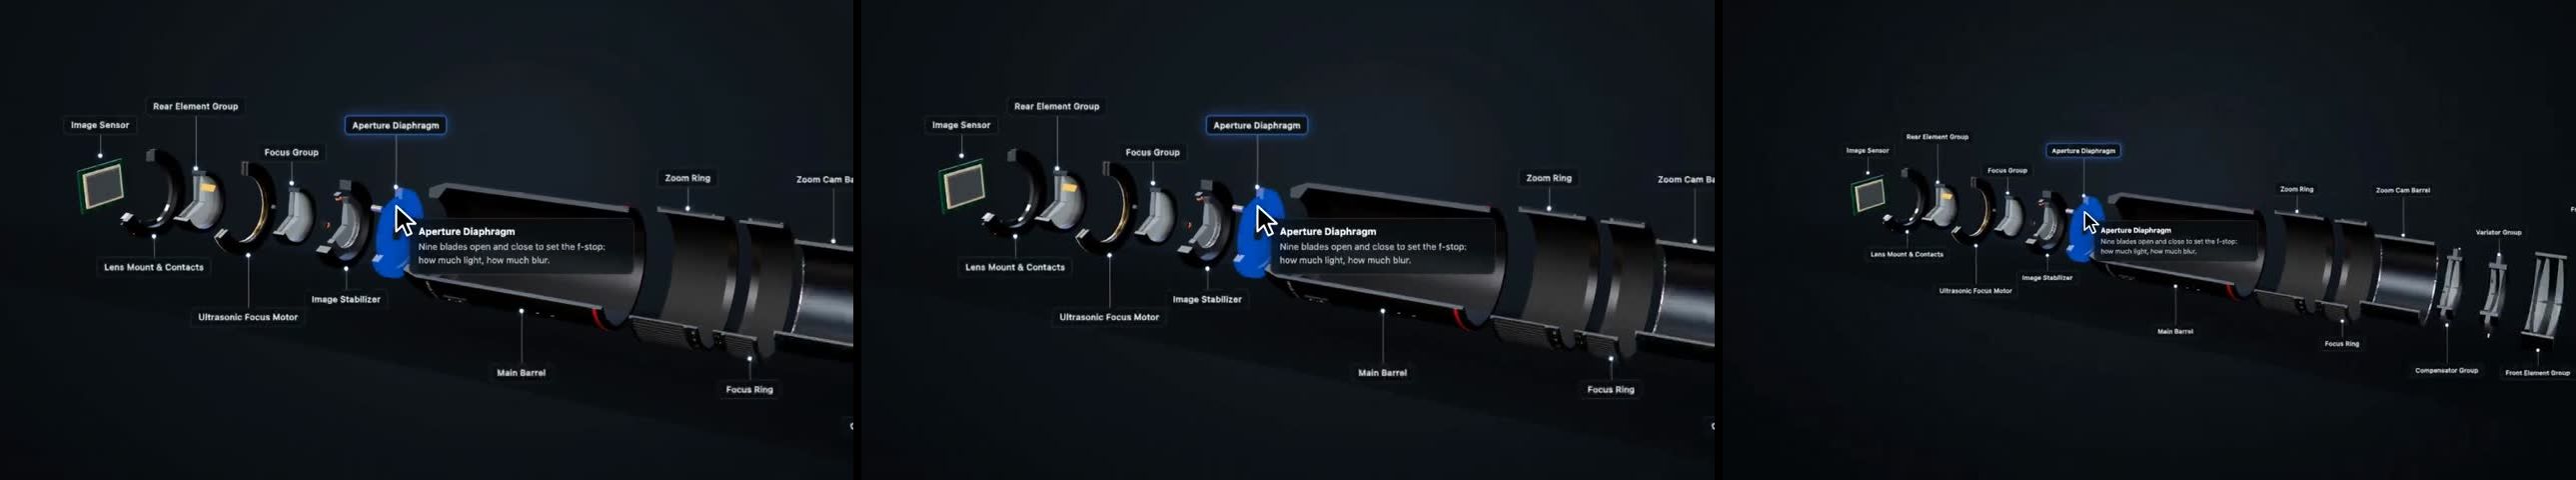 Rear Element Group
Image Sensor
Aperture Diaphragm
Focus Group
Zoom Ring
Zoom Cam Ba
Aperture Diaphragm
Nine blades open and close to set the f-stop:
how much light, how much blur.
Lens Mount & Contacts
Image Stabilizer
Ultrasonic Focus Motor
Main Barrel
Focus Ring
Rear Element Group
Image Sensor
Aperture Diaphragm
Focus Group
Zoom Ring
Zoom Cam Ba
Aperture Diaphragm
Nine blades open and close to set the f-stop:
how much light, how much blur.
Lens Mount & Contacts
Image Stabilizer
Ultrasonic Focus Motor
Main Barrel
Focus Ring
Rear Element Group
Image Sensor
Aperture Diaphragm
Focus Group
Zoom Ring
Zoom Cam Barrel
Variator Group
Aperture Diaphragm
Nine blades open and close to set the f-stop:
how much light, how much blur.
Lens Mount & Contacts
Image Stabilizer
Ultrasonic Focus Motor
Main Barrel
Focus Ring
Compensator Group
Front Element Group